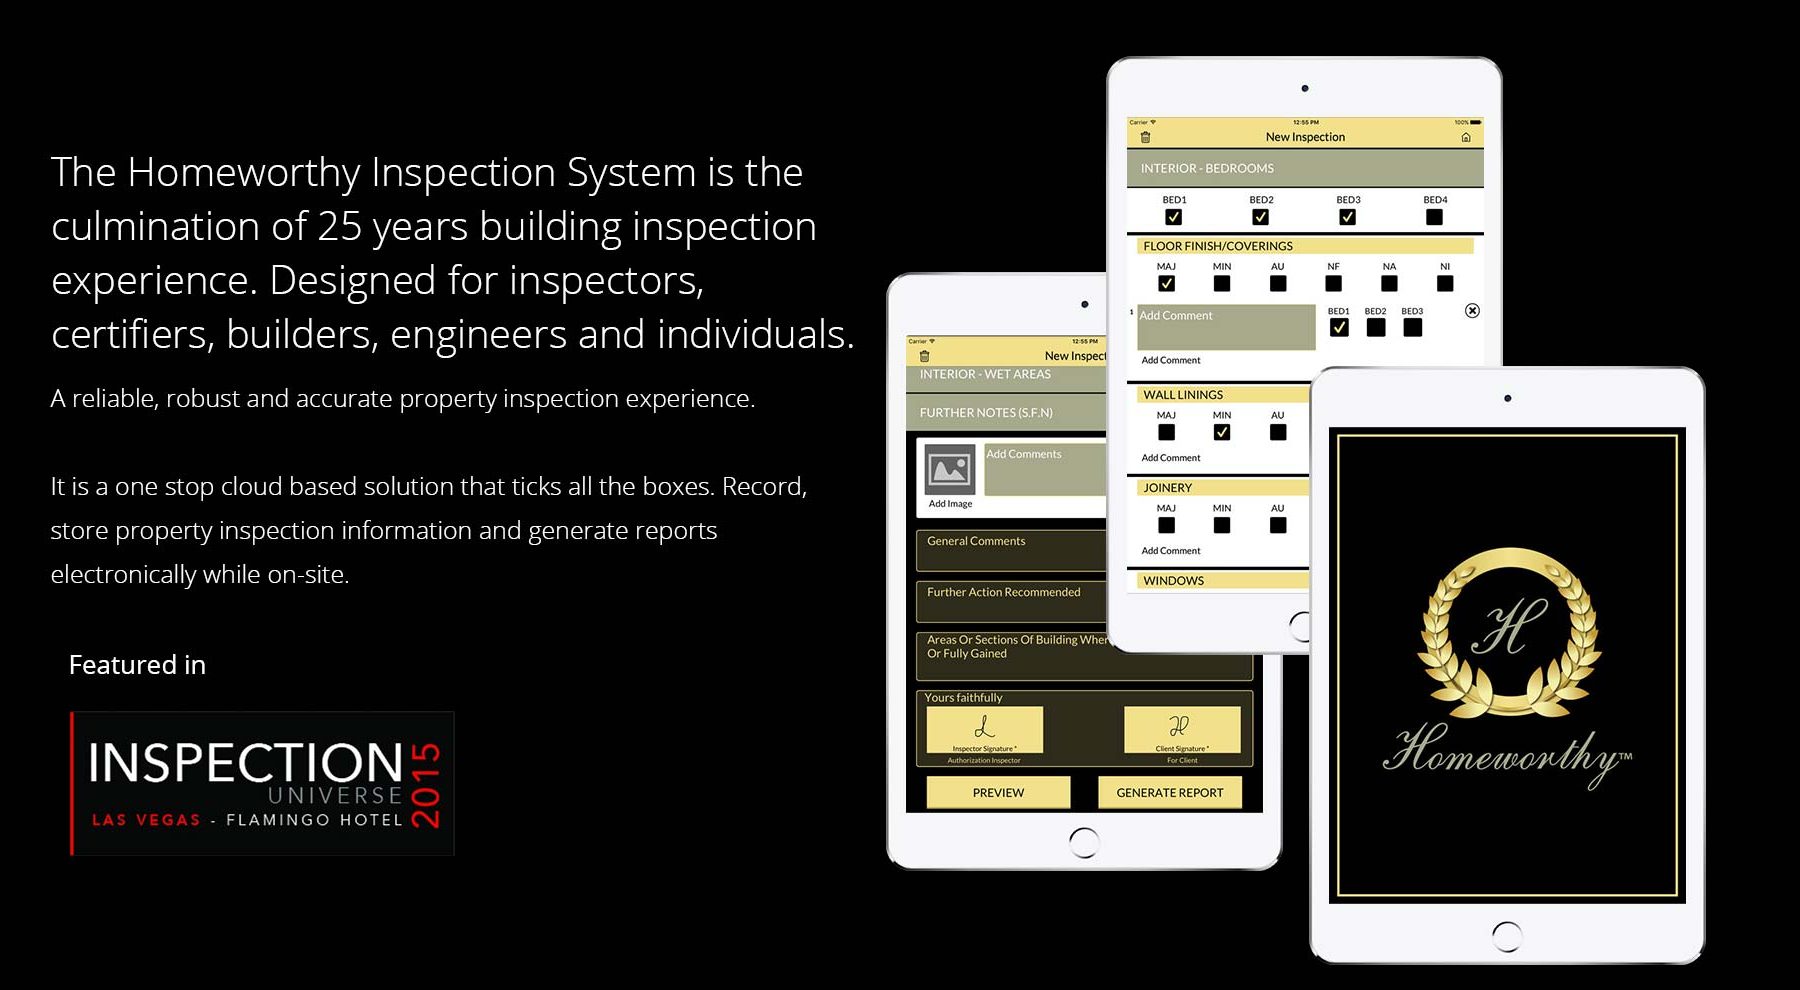 The Homeworthy Inspection System is the
culmination of 25 years building inspection
experience. Designed for inspectors,
certifiers, builders, engineers and individuals.
A reliable, robust and accurate property inspection experience.
It is a one stop cloud based solution that ticks all the boxes. Record,
store property inspection information and generate reports
electronically while on-site.
Featured in
INSPECTION
UNIVERSE
2015
LAS VEGAS - FLAMINGO HOTEL
Carrier 12:55 PM
New Inspect
INTERIOR - WET AREAS
FURTHER NOTES (S.F.N)
Add Comments
Add Image
General Comments
Further Action Recommended
Areas Or Sections Of Building Wher
Or Fully Gained
Yours faithfully
L H
Inspector Signature * Client Signature *
Authorization Inspector For Client
PREVIEW GENERATE REPORT
Carrier 12:55 PM 100%
New Inspection
INTERIOR - BEDROOMS
BED1 BED2 BED3 BED4
FLOOR FINISH/COVERINGS
MAJ MIN AU NF NA NI
1 Add Comment BED1 BED2 BED3
Add Comment
WALL LININGS
MAJ MIN AU
Add Comment
JOINERY
MAJ MIN AU
Add Comment
WINDOWS
H
Homeworthy™